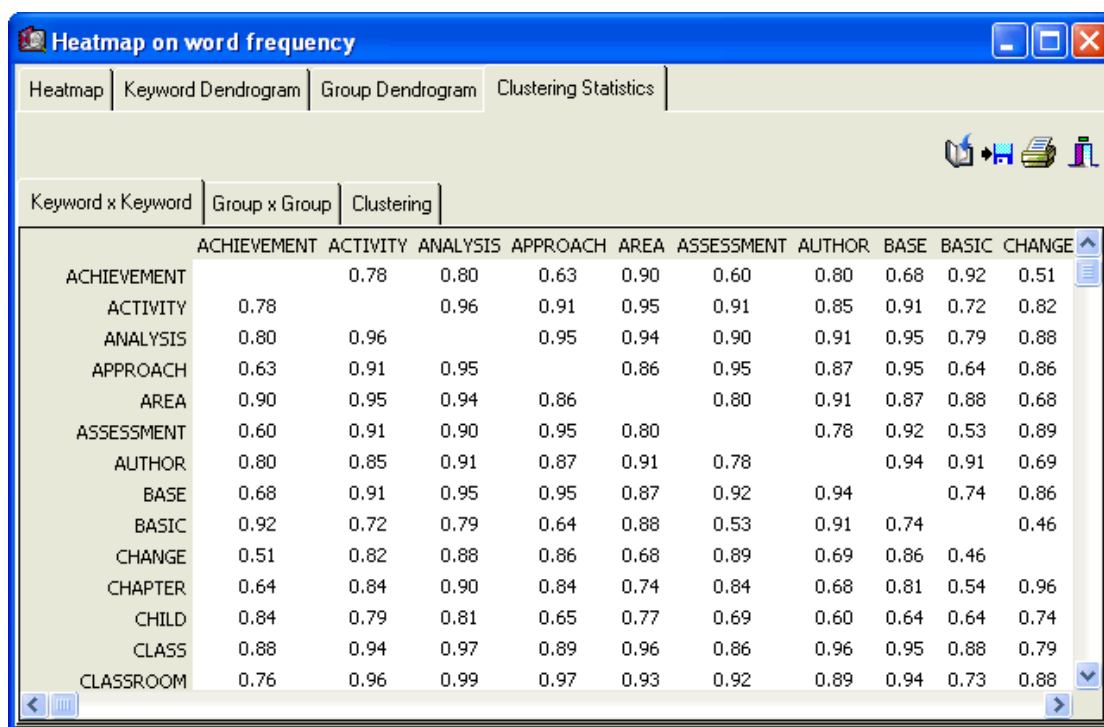 Heatmap on word frequency
Heatmap Keyword Dendrogram Group Dendrogram Clustering Statistics
Keyword x Keyword Group x Group Clustering
ACHIEVEMENT ACTIVITY ANALYSIS APPROACH AREA ASSESSMENT AUTHOR BASE BASIC CHANGE
ACHIEVEMENT 0.78 0.80 0.63 0.90 0.60 0.80 0.68 0.92 0.51
ACTIVITY 0.78 0.96 0.91 0.95 0.91 0.85 0.91 0.72 0.82
ANALYSIS 0.80 0.96 0.95 0.94 0.90 0.91 0.95 0.79 0.88
APPROACH 0.63 0.91 0.95 0.86 0.95 0.87 0.95 0.64 0.86
AREA 0.90 0.95 0.94 0.86 0.80 0.91 0.87 0.88 0.68
ASSESSMENT 0.60 0.91 0.90 0.95 0.80 0.78 0.92 0.53 0.89
AUTHOR 0.80 0.85 0.91 0.87 0.91 0.78 0.94 0.91 0.69
BASE 0.68 0.91 0.95 0.95 0.87 0.92 0.94 0.74 0.86
BASIC 0.92 0.72 0.79 0.64 0.88 0.53 0.91 0.74 0.46
CHANGE 0.51 0.82 0.88 0.86 0.68 0.89 0.69 0.86 0.46
CHAPTER 0.64 0.84 0.90 0.84 0.74 0.84 0.68 0.81 0.54 0.96
CHILD 0.84 0.79 0.81 0.65 0.77 0.69 0.60 0.64 0.64 0.74
CLASS 0.88 0.94 0.97 0.89 0.96 0.86 0.96 0.95 0.88 0.79
CLASSROOM 0.76 0.96 0.99 0.97 0.93 0.92 0.89 0.94 0.73 0.88